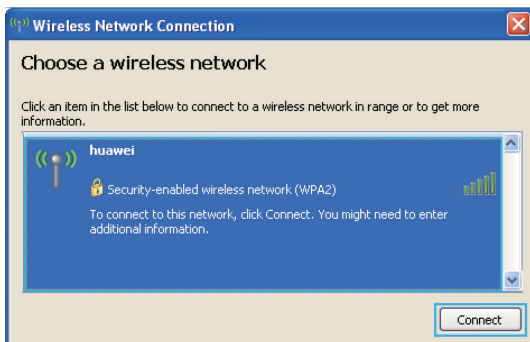 Wireless Network Connection
Choose a wireless network
Click an item in the list below to connect to a wireless network in range or to get more
information.
huawei
Security-enabled wireless network (WPA2)
To connect to this network, click Connect. You might need to enter
additional information.
Connect